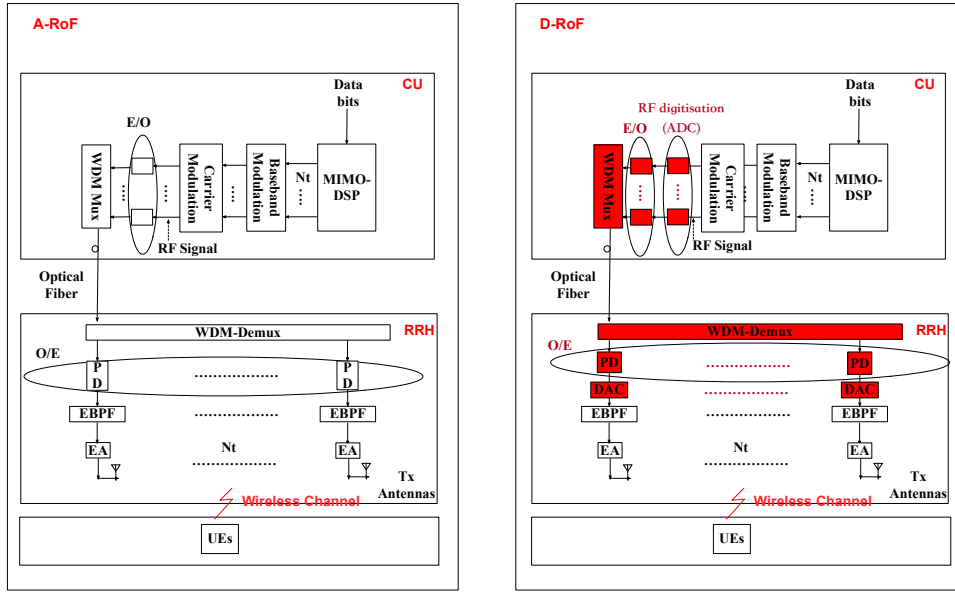 A-RoF
CU
Data
bits
E/O
WDM Mux
Carrier
Modulation
Baseband
Modulation
Nt
MIMO-
DSP
RF Signal
Optical
Fiber
WDM-Demux
RRH
O/E
P
D
P
D
EBPF
EBPF
EA
Nt
EA
Tx
Antennas
Wireless Channel
UEs
D-RoF
CU
Data
bits
RF digitisation
(ADC)
E/O
WDM Mux
Carrier
Modulation
Baseband
Modulation
Nt
MIMO-
DSP
RF Signal
Optical
Fiber
WDM-Demux
RRH
O/E
PD
PD
DAC
DAC
EBPF
EBPF
EA
Nt
EA
Tx
Antennas
Wireless Channel
UEs